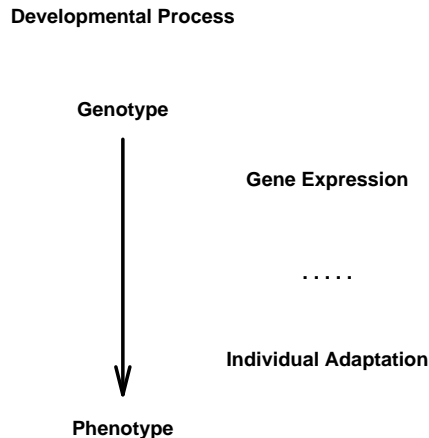 Developmental Process
Genotype
Gene Expression
. . . . .
Individual Adaptation
Phenotype